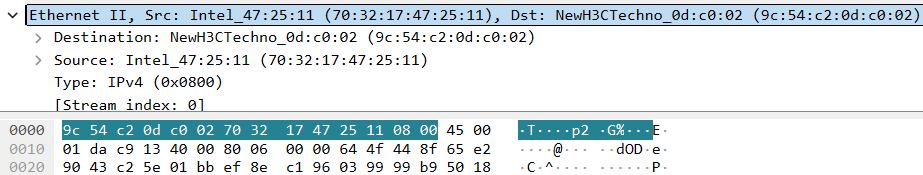 Ethernet II, Src: Intel_47:25:11 (70:32:17:47:25:11), Dst: NewH3CTechno_0d:c0:02 (9c:54:c2:0d:c0:02)
Destination: NewH3CTechno_0d:c0:02 (9c:54:c2:0d:c0:02)
Source: Intel_47:25:11 (70:32:17:47:25:11)
Type: IPv4 (0x0800)
[Stream index: 0]
0000 9c 54 c2 0d c0 02 70 32 17 47 25 11 08 00 45 00 ·T····p2 ·G%···E·
0010 01 da c9 13 40 00 80 06 00 00 64 4f 44 8f 65 e2 ····@··· ··dOD·e·
0020 90 43 c2 5e 01 bb ef 8e c1 96 03 99 99 b9 50 18 ·C·^···· ······P·